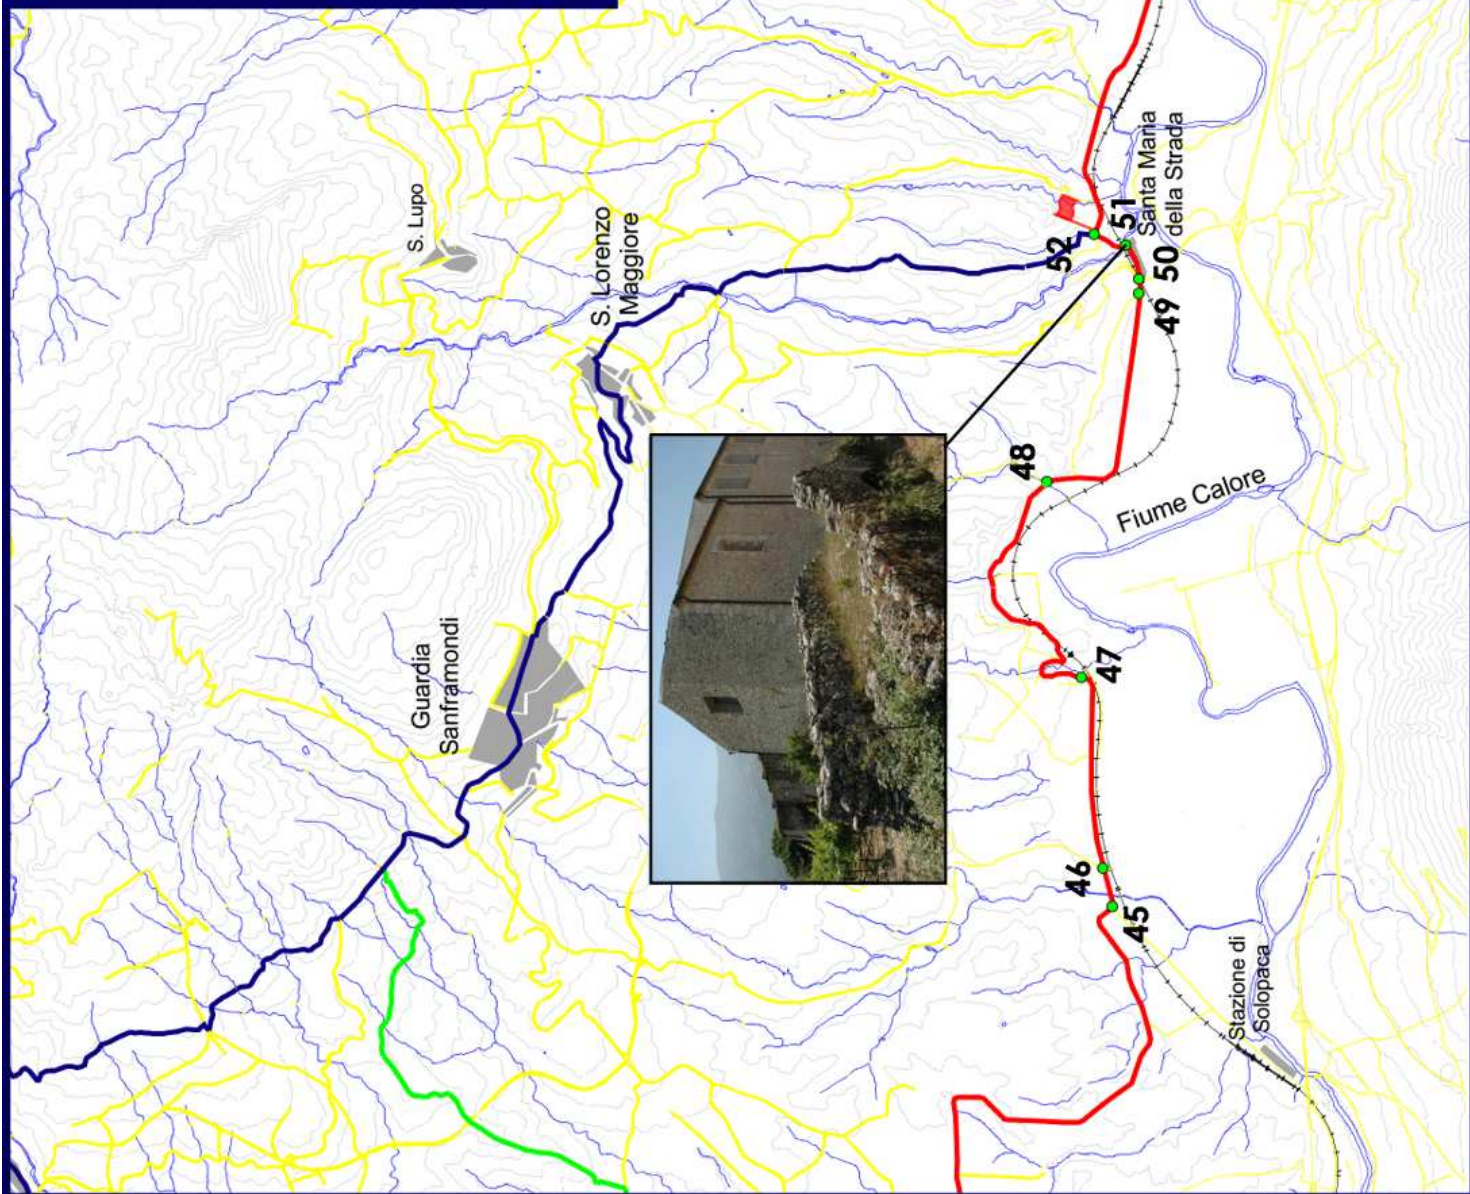 S. Lupo
S. Lorenzo
Maggiore
Guardia
Sanframondi
52
51
Santa Maria
della Strada
50
49
48
Fiume Calore
47
46
45
Stazione di
Solopaca